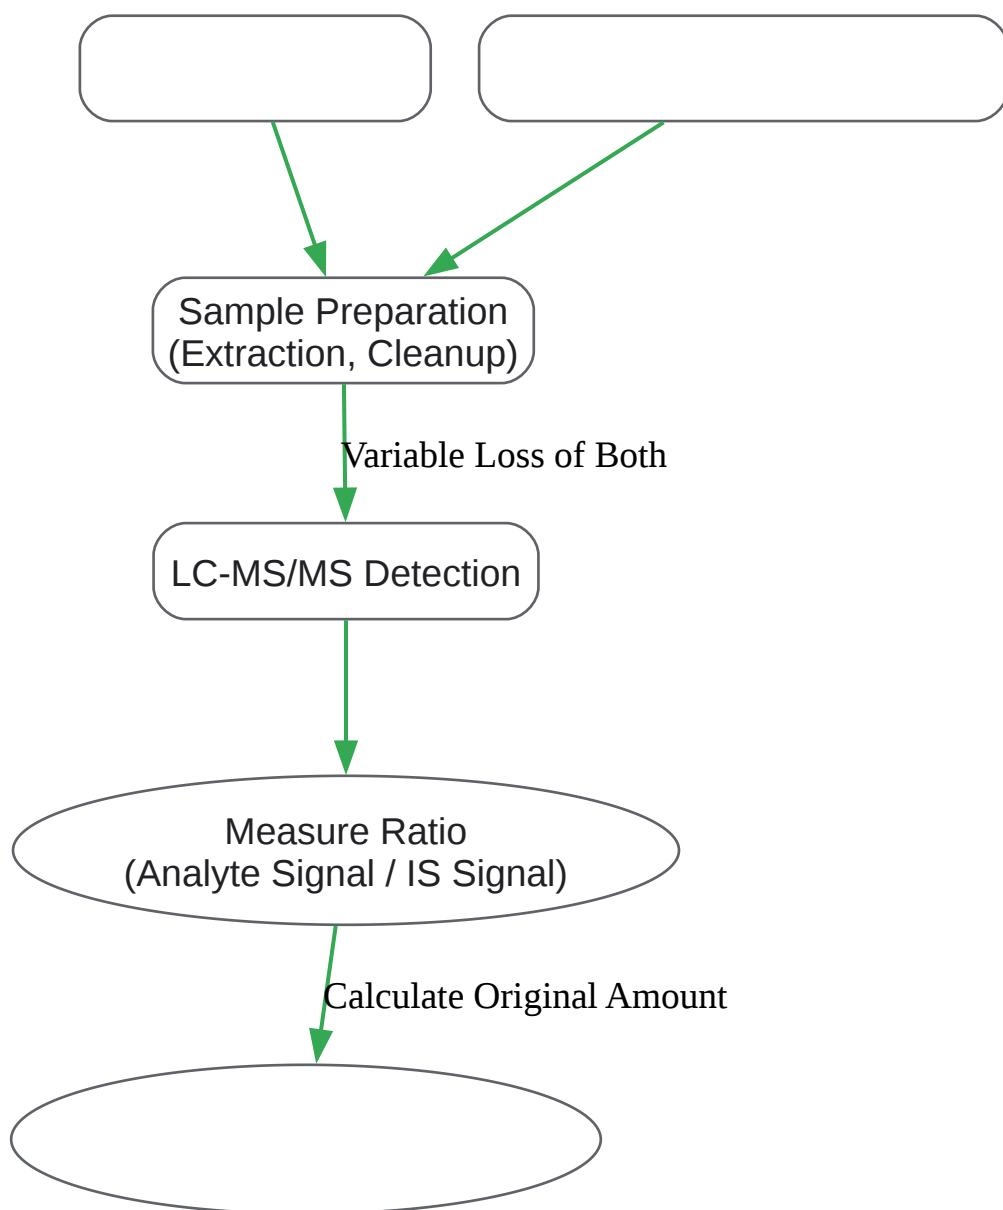 Sample Preparation
(Extraction, Cleanup)
Variable Loss of Both
LC-MS/MS Detection
Measure Ratio
(Analyte Signal / IS Signal)
Calculate Original Amount